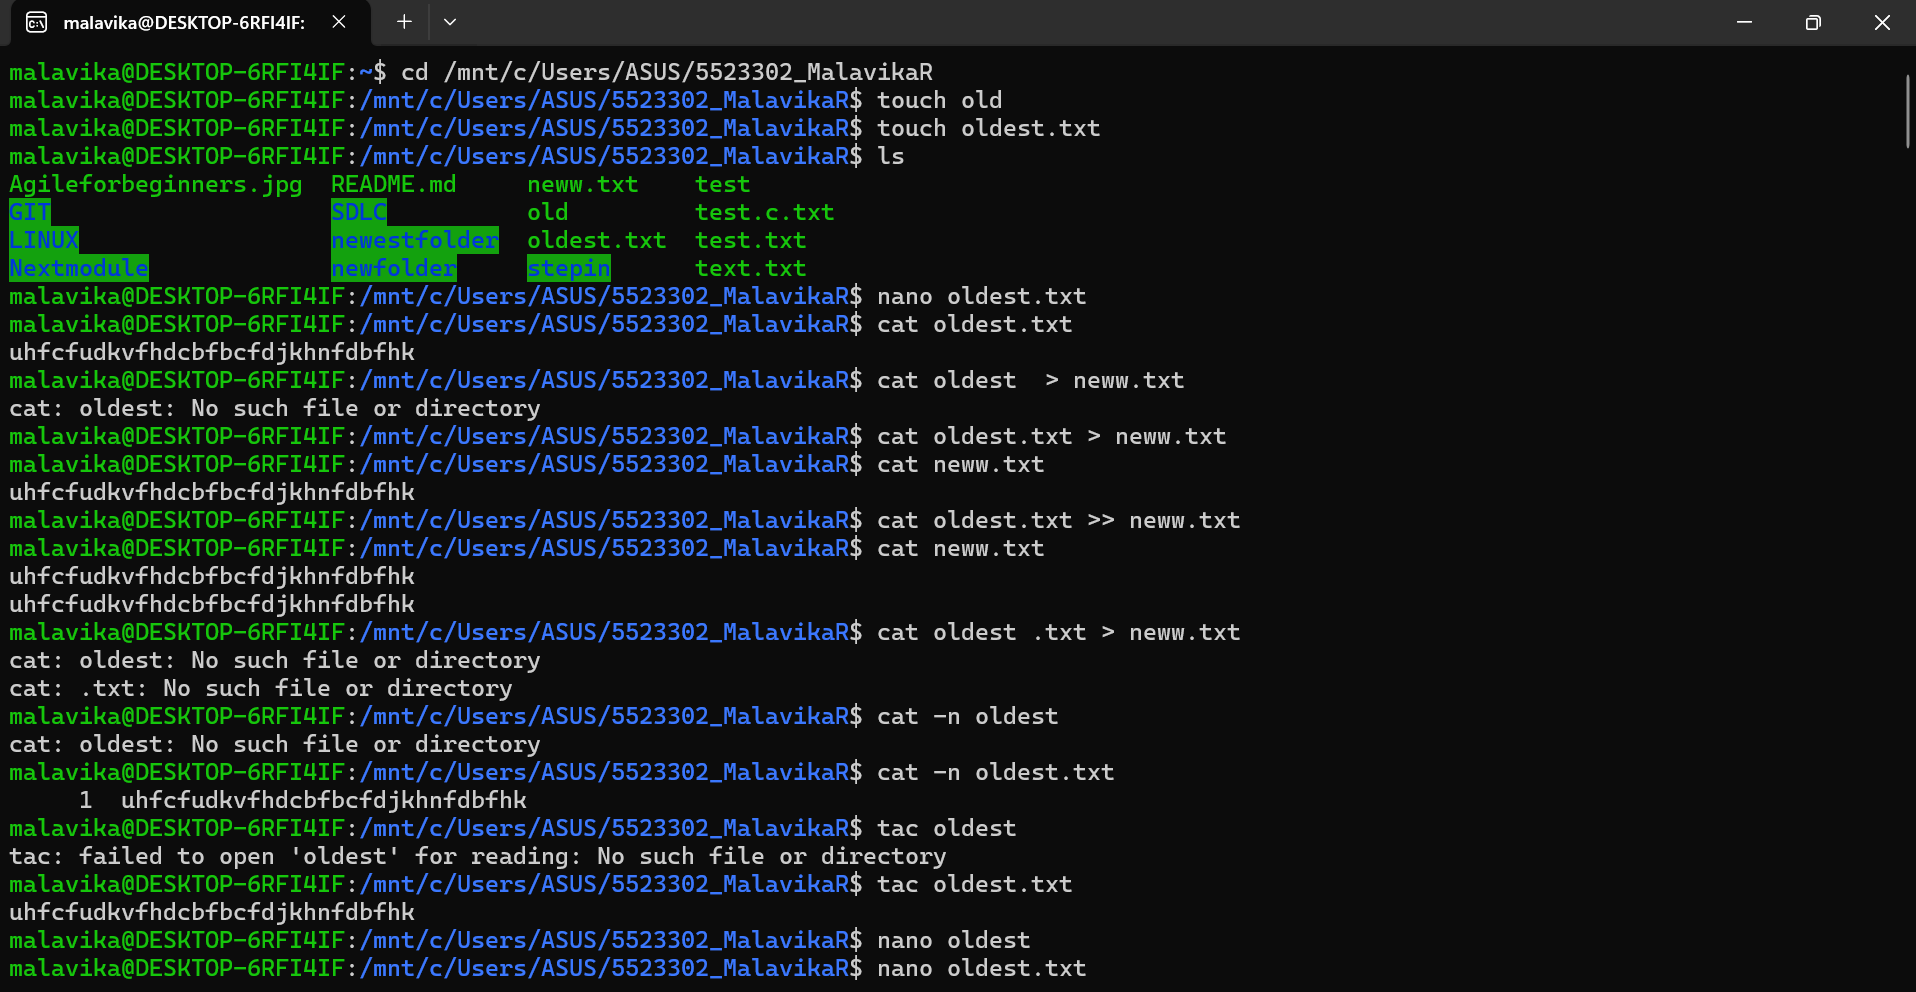 malavika@DESKTOP-6RFI4IF:
malavika@DESKTOP-6RFI4IF:~$ cd /mnt/c/Users/ASUS/5523302_MalavikaR
malavika@DESKTOP-6RFI4IF:/mnt/c/Users/ASUS/5523302_MalavikaR$ touch old
malavika@DESKTOP-6RFI4IF:/mnt/c/Users/ASUS/5523302_MalavikaR$ touch oldest.txt
malavika@DESKTOP-6RFI4IF:/mnt/c/Users/ASUS/5523302_MalavikaR$ ls
Agileforbeginners.jpg  README.md     neww.txt    test
GIT                    SDLC          old         test.c.txt
LINUX                  newestfolder  oldest.txt  test.txt
Nextmodule             newfolder     stepin      text.txt
malavika@DESKTOP-6RFI4IF:/mnt/c/Users/ASUS/5523302_MalavikaR$ nano oldest.txt
malavika@DESKTOP-6RFI4IF:/mnt/c/Users/ASUS/5523302_MalavikaR$ cat oldest.txt
uhfcfudkvfhdcbfbcfdjkhnfdbfhk
malavika@DESKTOP-6RFI4IF:/mnt/c/Users/ASUS/5523302_MalavikaR$ cat oldest  > neww.txt
cat: oldest: No such file or directory
malavika@DESKTOP-6RFI4IF:/mnt/c/Users/ASUS/5523302_MalavikaR$ cat oldest.txt > neww.txt
malavika@DESKTOP-6RFI4IF:/mnt/c/Users/ASUS/5523302_MalavikaR$ cat neww.txt
uhfcfudkvfhdcbfbcfdjkhnfdbfhk
malavika@DESKTOP-6RFI4IF:/mnt/c/Users/ASUS/5523302_MalavikaR$ cat oldest.txt >> neww.txt
malavika@DESKTOP-6RFI4IF:/mnt/c/Users/ASUS/5523302_MalavikaR$ cat neww.txt
uhfcfudkvfhdcbfbcfdjkhnfdbfhk
uhfcfudkvfhdcbfbcfdjkhnfdbfhk
malavika@DESKTOP-6RFI4IF:/mnt/c/Users/ASUS/5523302_MalavikaR$ cat oldest .txt > neww.txt
cat: oldest: No such file or directory
cat: .txt: No such file or directory
malavika@DESKTOP-6RFI4IF:/mnt/c/Users/ASUS/5523302_MalavikaR$ cat -n oldest
cat: oldest: No such file or directory
malavika@DESKTOP-6RFI4IF:/mnt/c/Users/ASUS/5523302_MalavikaR$ cat -n oldest.txt
     1  uhfcfudkvfhdcbfbcfdjkhnfdbfhk
malavika@DESKTOP-6RFI4IF:/mnt/c/Users/ASUS/5523302_MalavikaR$ tac oldest
tac: failed to open 'oldest' for reading: No such file or directory
malavika@DESKTOP-6RFI4IF:/mnt/c/Users/ASUS/5523302_MalavikaR$ tac oldest.txt
uhfcfudkvfhdcbfbcfdjkhnfdbfhk
malavika@DESKTOP-6RFI4IF:/mnt/c/Users/ASUS/5523302_MalavikaR$ nano oldest
malavika@DESKTOP-6RFI4IF:/mnt/c/Users/ASUS/5523302_MalavikaR$ nano oldest.txt